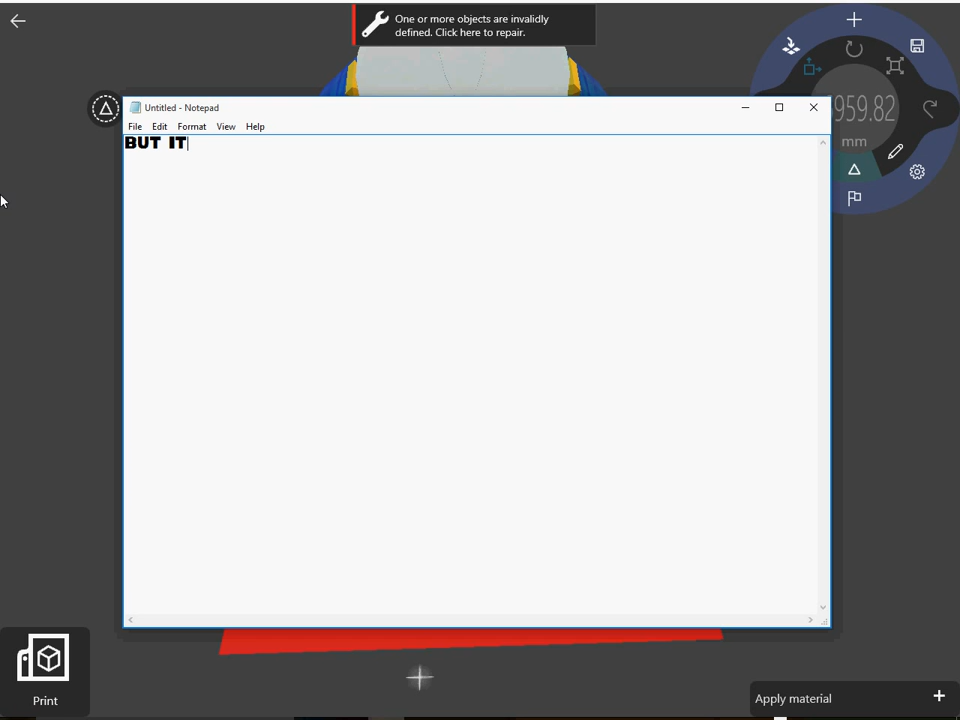 One or more objects are invalidly
defined. Click here to repair.
Untitled - Notepad
File Edit Format View Help
BUT IT
959.82
mm
Print
Apply material